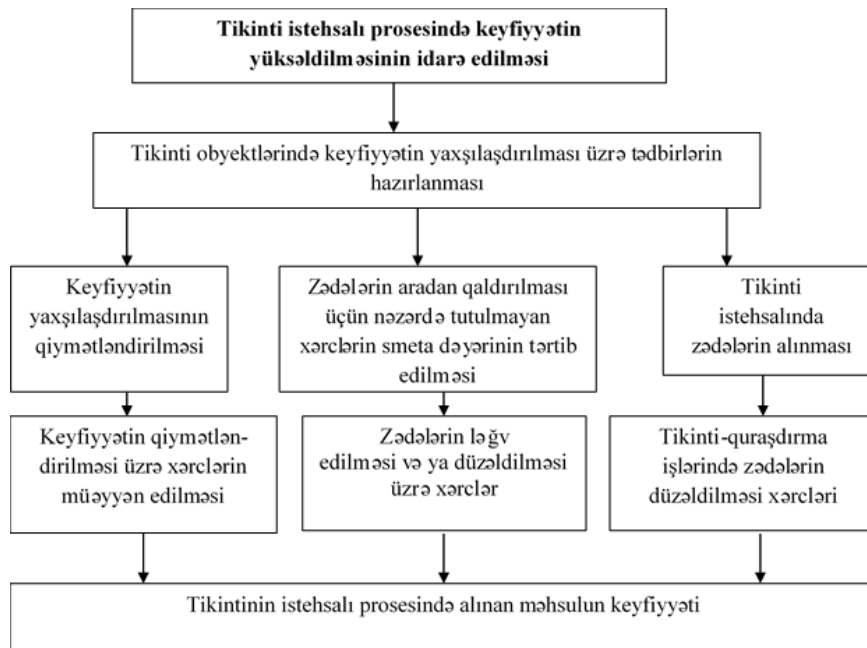 Tikinti istehsalı prosesində keyfiyyətin
yüksəldilməsinin idarə edilməsi
Tikinti obyektlərində keyfiyyətin yaxşılaşdırılması üzrə tədbirlərin
hazırlanması
Keyfiyyətin
yaxşılaşdırılmasının
qiymətləndirilməsi
Zədələrin aradan qaldırılması
üçün nəzərdə tutulmayan
xərclərin smeta dəyərinin tərtib
edilməsi
Tikinti
istehsalında
zədələrin alınması
Keyfiyyətin qiymətlən-
dirilməsi üzrə xərclərin
müəyyən edilməsi
Zədələrin ləğv
edilməsi və ya düzəldilməsi
üzrə xərclər
Tikinti-quraşdırma
işlərində zədələrin
düzəldilməsi xərcləri
Tikintinin istehsalı prosesində alınan məhsulun keyfiyyəti